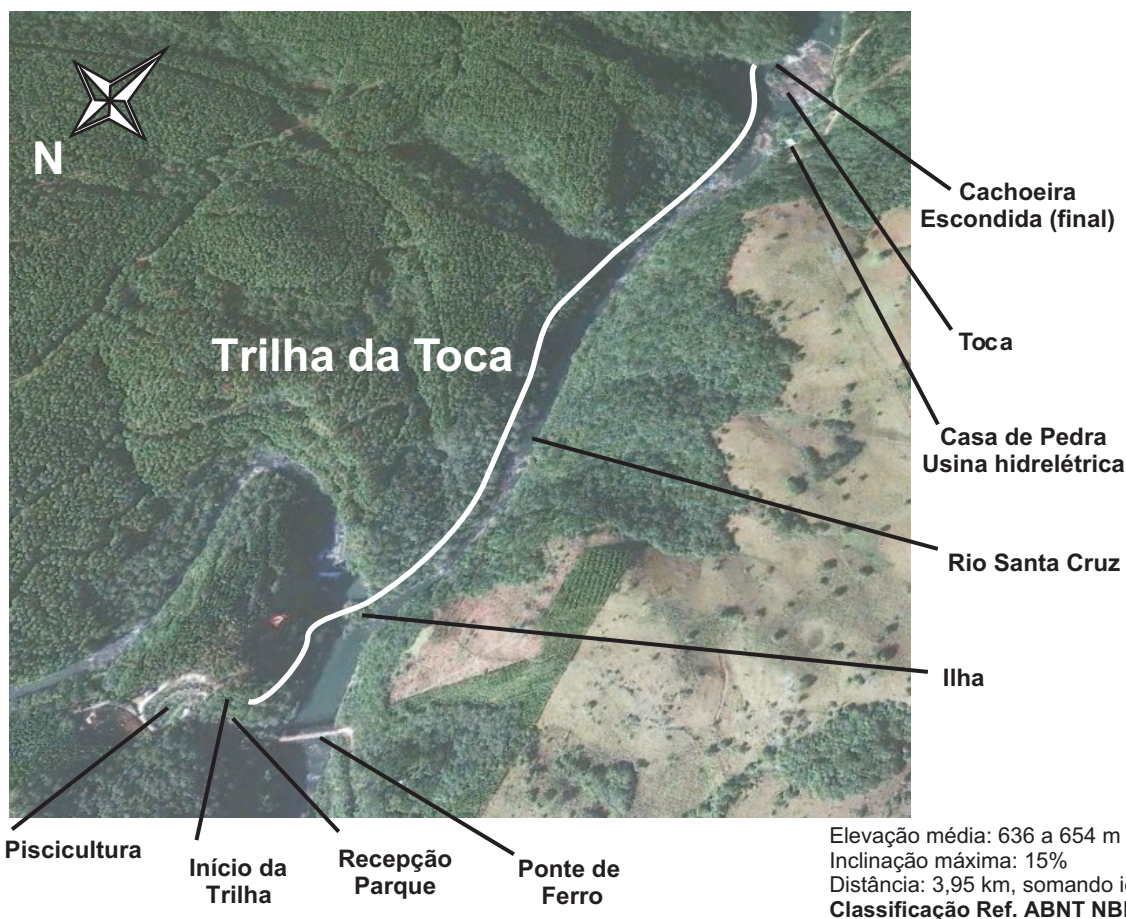 N
Trilha da Toca
Cachoeira
Escondida (final)
Toca
Casa de Pedra
Usina hidrelétrica
Rio Santa Cruz
Ilha
Piscicultura
Início da
Trilha
Recepção
Parque
Ponte de
Ferro
Elevação média: 636 a 654 m
Inclinação máxima: 15%
Distância: 3,95 km, somando
Classificação Ref. ABNT